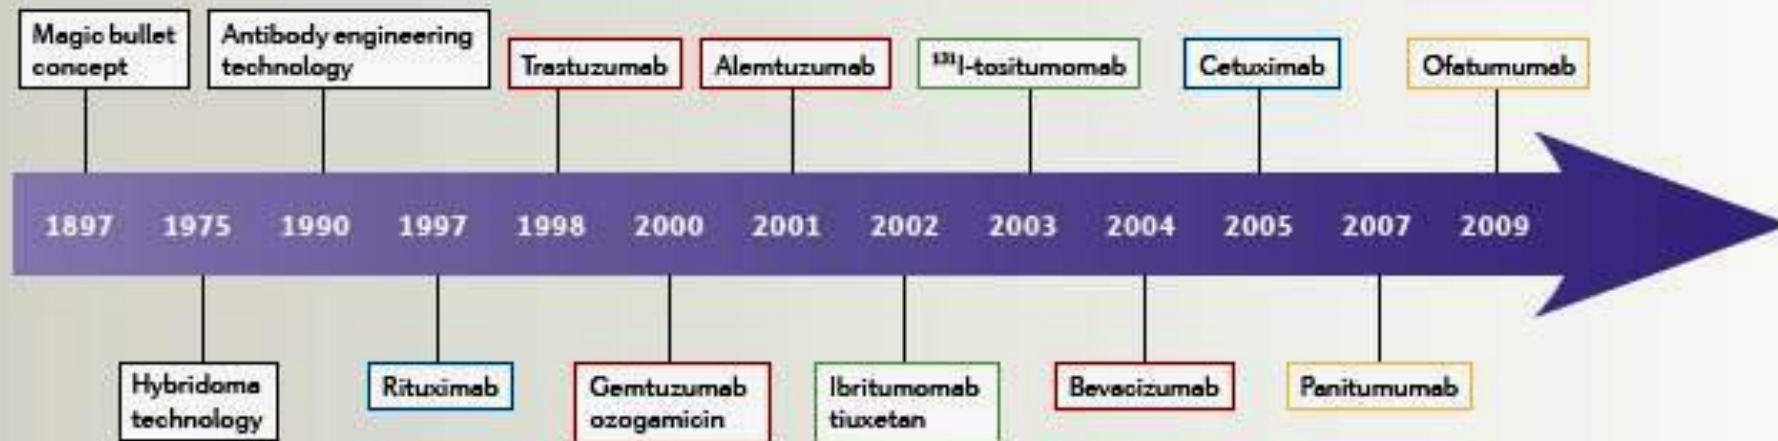 Magic bullet
concept
Antibody engineering
technology
Trastuzumab
Alemtuzumab
¹³¹I-tositumomab
Cetuximab
Ofatumumab
1897 1975 1990 1997 1998 2000 2001 2002 2003 2004 2005 2007 2009
Hybridoma
technology
Rituximab
Gemtuzumab
ozogamicin
Ibritumomab
tiuxetan
Bevacizumab
Panitumumab